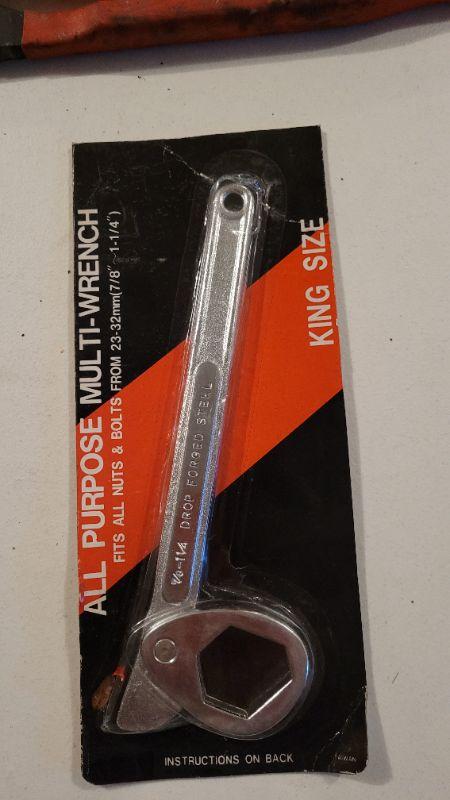 ALL PURPOSE MULTI-WRENCH
FITS ALL NUTS & BOLTS FROM 23-32mm(7/8" ~ 1-1/4")
KING SIZE
7/8-1 1/4 DROP FORGED STEEL
INSTRUCTIONS ON BACK
TAIWAN